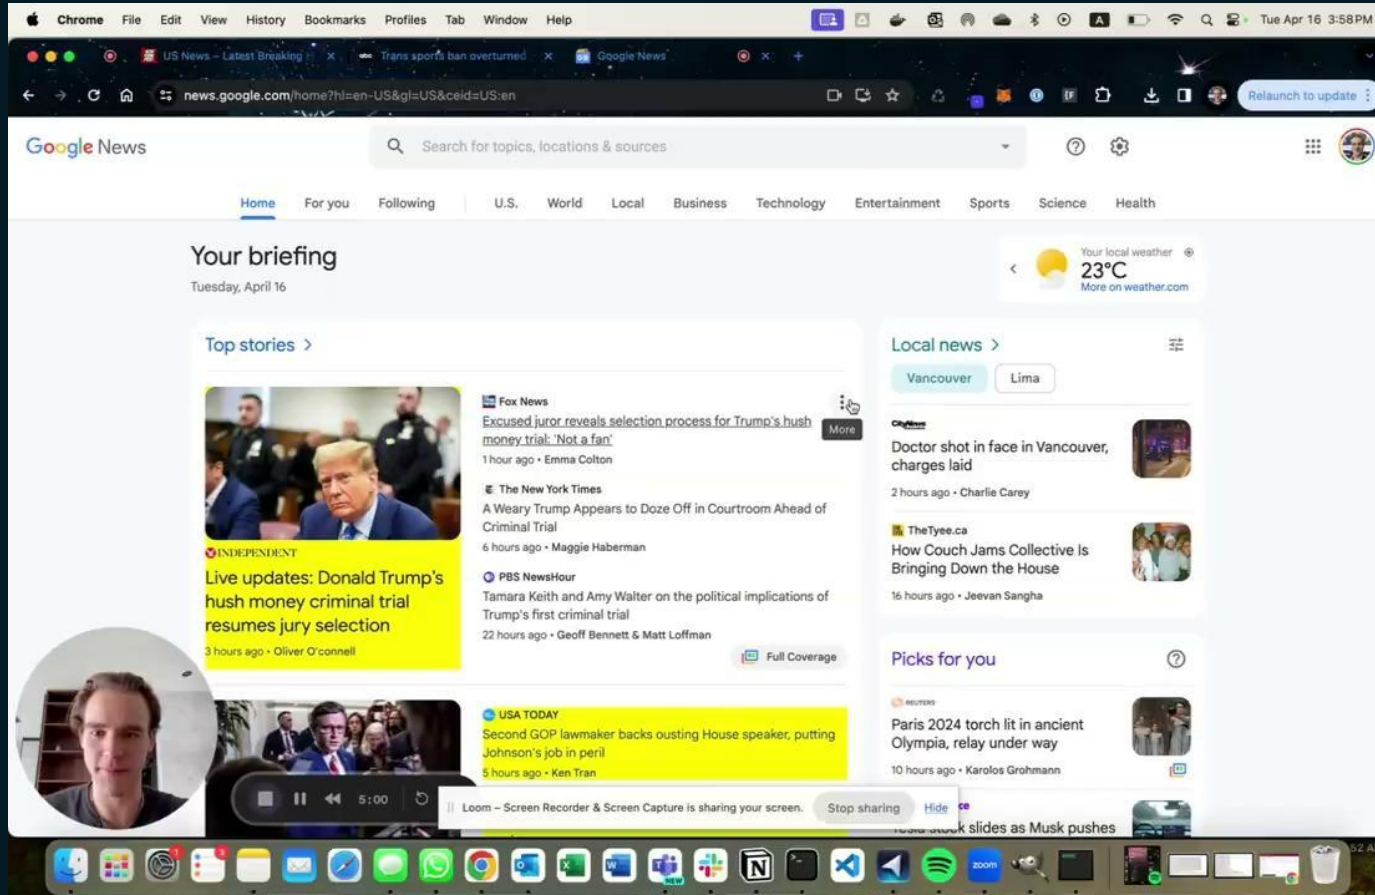 Chrome File Edit View History Bookmarks Profiles Tab Window Help
Tue Apr 16 3:58 PM
US News – Latest Breaking
Trans sports ban overturned
Google News
news.google.com/home?hl=en-US&gl=US&ceid=US:en
Relaunch to update
Google News
Search for topics, locations & sources
Home For you Following U.S. World Local Business Technology Entertainment Sports Science Health
Your briefing
Tuesday, April 16
Your local weather
23°C
More on weather.com
Top stories >
INDEPENDENT
Live updates: Donald Trump's
hush money criminal trial
resumes jury selection
3 hours ago • Oliver O'connell
Fox News
Excused juror reveals selection process for Trump's hush
money trial: 'Not a fan'
1 hour ago • Emma Colton
More
The New York Times
A Weary Trump Appears to Doze Off in Courtroom Ahead of
Criminal Trial
6 hours ago • Maggie Haberman
PBS NewsHour
Tamara Keith and Amy Walter on the political implications of
Trump's first criminal trial
22 hours ago • Geoff Bennett & Matt Loffman
Full Coverage
USA TODAY
Second GOP lawmaker backs ousting House speaker, putting
Johnson's job in peril
5 hours ago • Ken Tran
Local news >
Vancouver Lima
CityNews
Doctor shot in face in Vancouver,
charges laid
2 hours ago • Charlie Carey
TheTyee.ca
How Couch Jams Collective Is
Bringing Down the House
16 hours ago • Jeevan Sangha
Picks for you
REUTERS
Paris 2024 torch lit in ancient
Olympia, relay under way
10 hours ago • Karolos Grohmann
Tesla stock slides as Musk pushes
5:00
Loom – Screen Recorder & Screen Capture is sharing your screen. Stop sharing Hide
zoom